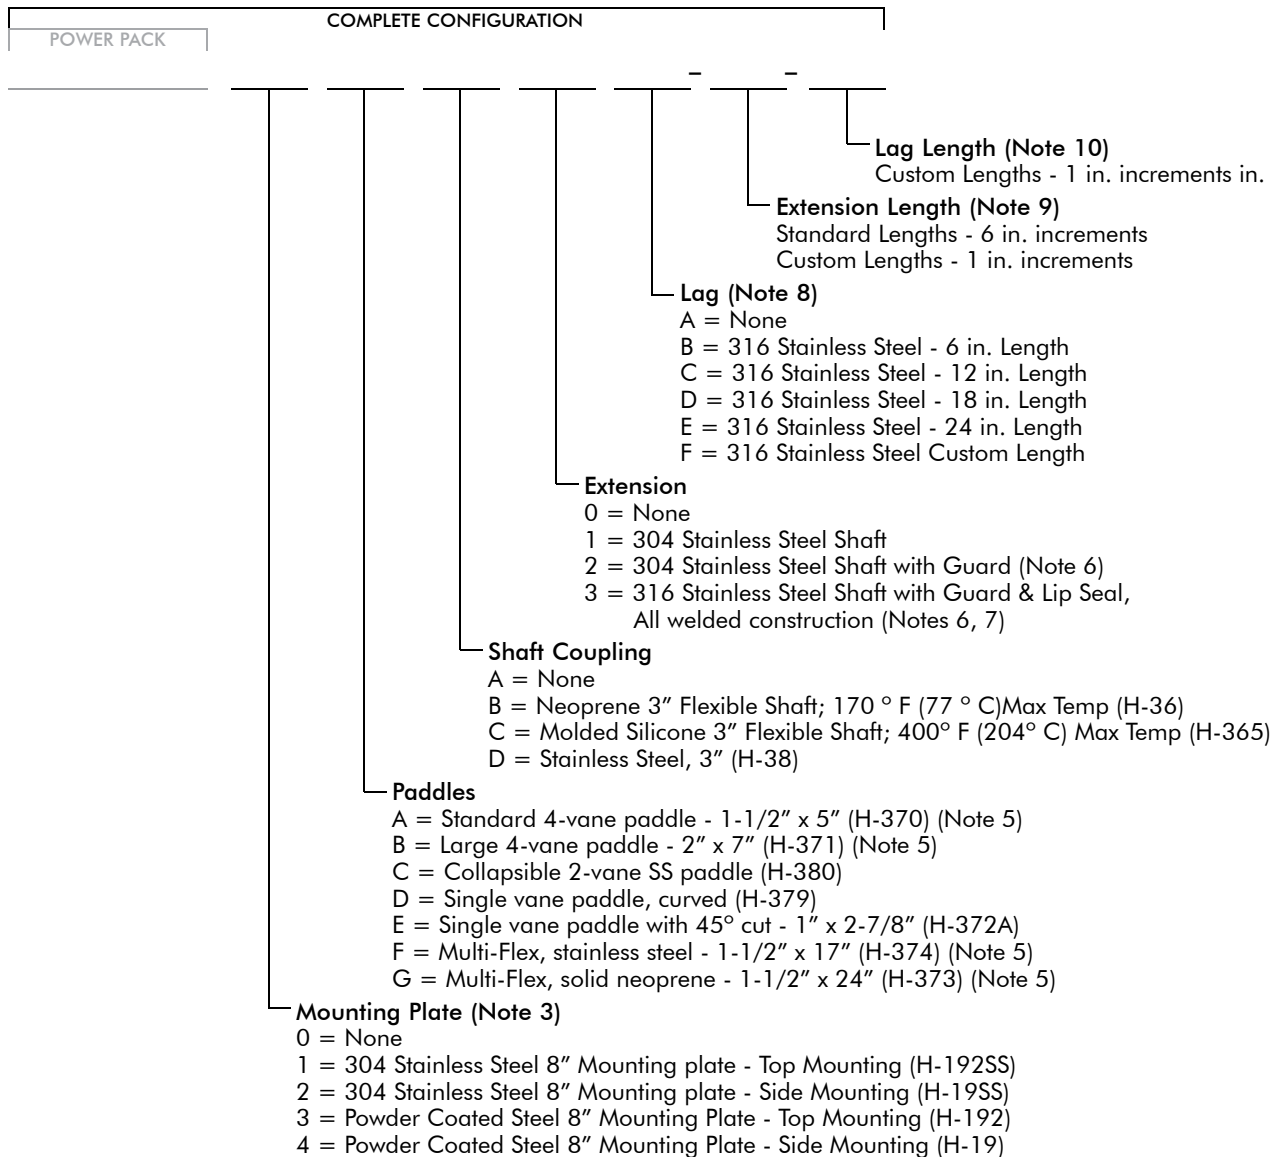 COMPLETE CONFIGURATION
POWER PACK
– –
Lag Length (Note 10)
Custom Lengths - 1 in. increments in.
Extension Length (Note 9)
Standard Lengths - 6 in. increments
Custom Lengths - 1 in. increments
Lag (Note 8)
A = None
B = 316 Stainless Steel - 6 in. Length
C = 316 Stainless Steel - 12 in. Length
D = 316 Stainless Steel - 18 in. Length
E = 316 Stainless Steel - 24 in. Length
F = 316 Stainless Steel Custom Length
Extension
0 = None
1 = 304 Stainless Steel Shaft
2 = 304 Stainless Steel Shaft with Guard (Note 6)
3 = 316 Stainless Steel Shaft with Guard & Lip Seal,
All welded construction (Notes 6, 7)
Shaft Coupling
A = None
B = Neoprene 3” Flexible Shaft; 170 º F (77 º C)Max Temp (H-36)
C = Molded Silicone 3” Flexible Shaft; 400º F (204º C) Max Temp (H-365)
D = Stainless Steel, 3” (H-38)
Paddles
A = Standard 4-vane paddle - 1-1/2” x 5” (H-370) (Note 5)
B = Large 4-vane paddle - 2” x 7” (H-371) (Note 5)
C = Collapsible 2-vane SS paddle (H-380)
D = Single vane paddle, curved (H-379)
E = Single vane paddle with 45º cut - 1” x 2-7/8” (H-372A)
F = Multi-Flex, stainless steel - 1-1/2” x 17” (H-374) (Note 5)
G = Multi-Flex, solid neoprene - 1-1/2” x 24” (H-373) (Note 5)
Mounting Plate (Note 3)
0 = None
1 = 304 Stainless Steel 8” Mounting plate - Top Mounting (H-192SS)
2 = 304 Stainless Steel 8” Mounting plate - Side Mounting (H-19SS)
3 = Powder Coated Steel 8” Mounting Plate - Top Mounting (H-192)
4 = Powder Coated Steel 8” Mounting Plate - Side Mounting (H-19)